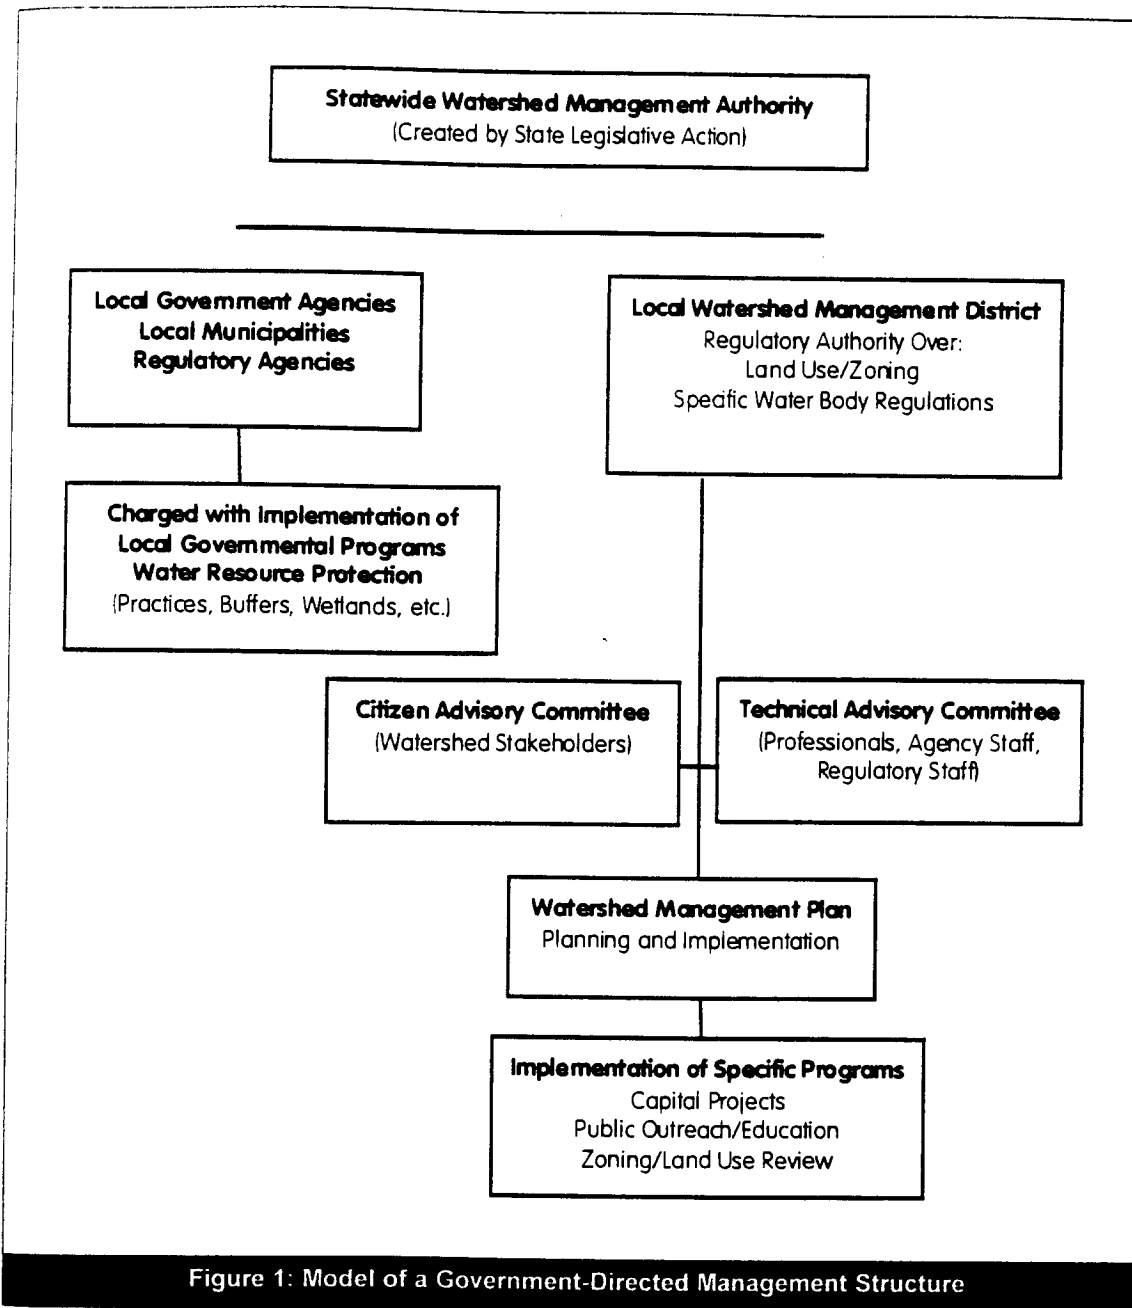 Statewide Watershed Management Authority
(Created by State Legislative Action)
Local Government Agencies
Local Municipalities
Regulatory Agencies
Local Watershed Management District
Regulatory Authority Over:
Land Use/Zoning
Specific Water Body Regulations
Charged with Implementation of
Local Governmental Programs
Water Resource Protection
(Practices, Buffers, Wetlands, etc.)
Citizen Advisory Committee
(Watershed Stakeholders)
Technical Advisory Committee
(Professionals, Agency Staff,
Regulatory Staff)
Watershed Management Plan
Planning and Implementation
Implementation of Specific Programs
Capital Projects
Public Outreach/Education
Zoning/Land Use Review
Figure 1: Model of a Government-Directed Management Structure